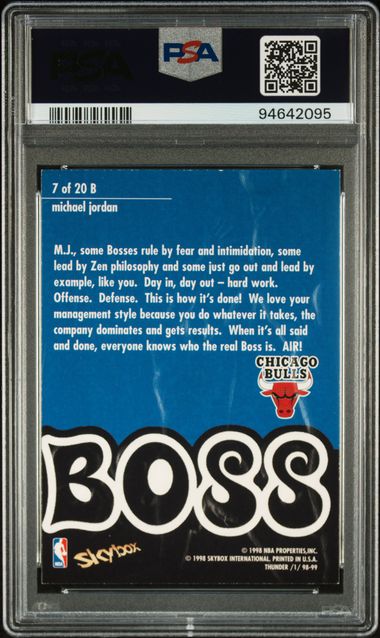 PSA
PSA
94642095
7 of 20 B
michael jordan
M.J., some Bosses rule by fear and intimidation, some
lead by Zen philosophy and some just go out and lead by
example, like you. Day in, day out – hard work.
Offense. Defense. This is how it's done! We love your
management style because you do whatever it takes, the
company dominates and gets results. When it's all said
and done, everyone knows who the real Boss is. AIR!
CHICAGO
BULLS
BOSS
NBA
SkyBox
© 1998 NBA PROPERTIES, INC.
© 1998 SKYBOX INTERNATIONAL. PRINTED IN U.S.A.
THUNDER /1/ 98-99